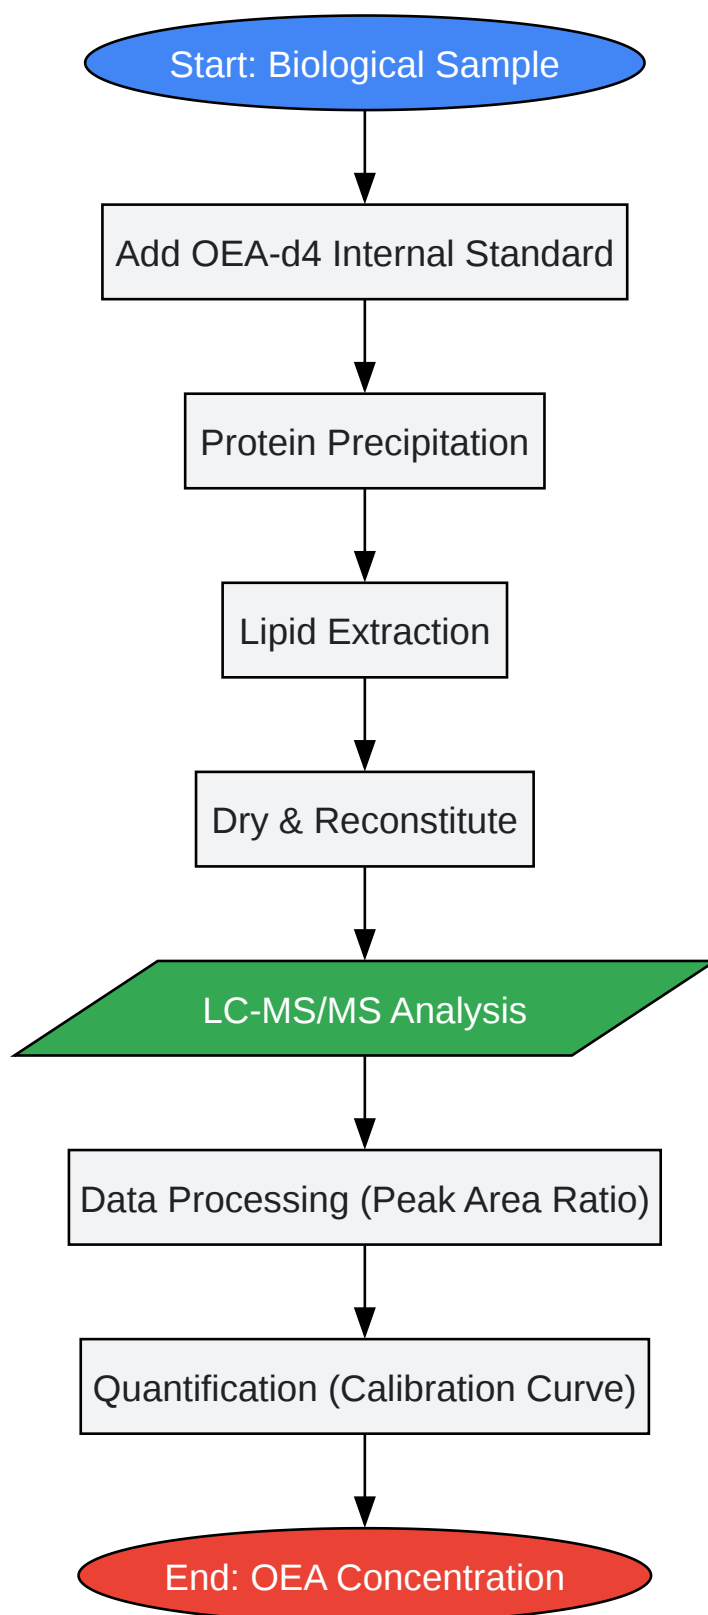 Start: Biological Sample
Add OEA-d4 Internal Standard
Protein Precipitation
Lipid Extraction
Dry & Reconstitute
LC-MS/MS Analysis
Data Processing (Peak Area Ratio)
Quantification (Calibration Curve)
End: OEA Concentration